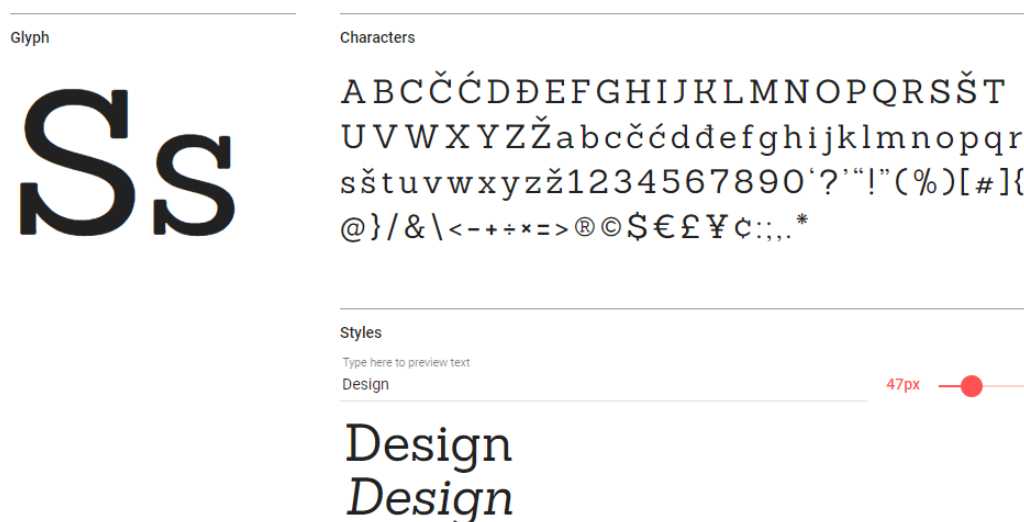 Glyph
Characters
Ss
ABCČĆDĐEFGHIJKLMNOPQRSŠT
UVWXYZŽabcčćdđefghijklmnopqr
sštuvwxyzž1234567890‘?’“!”(%)[#]{
@}/&\<-+÷×=>®©$€£¥¢:;,.*
Styles
Type here to preview text
Design
47px
Design
Design